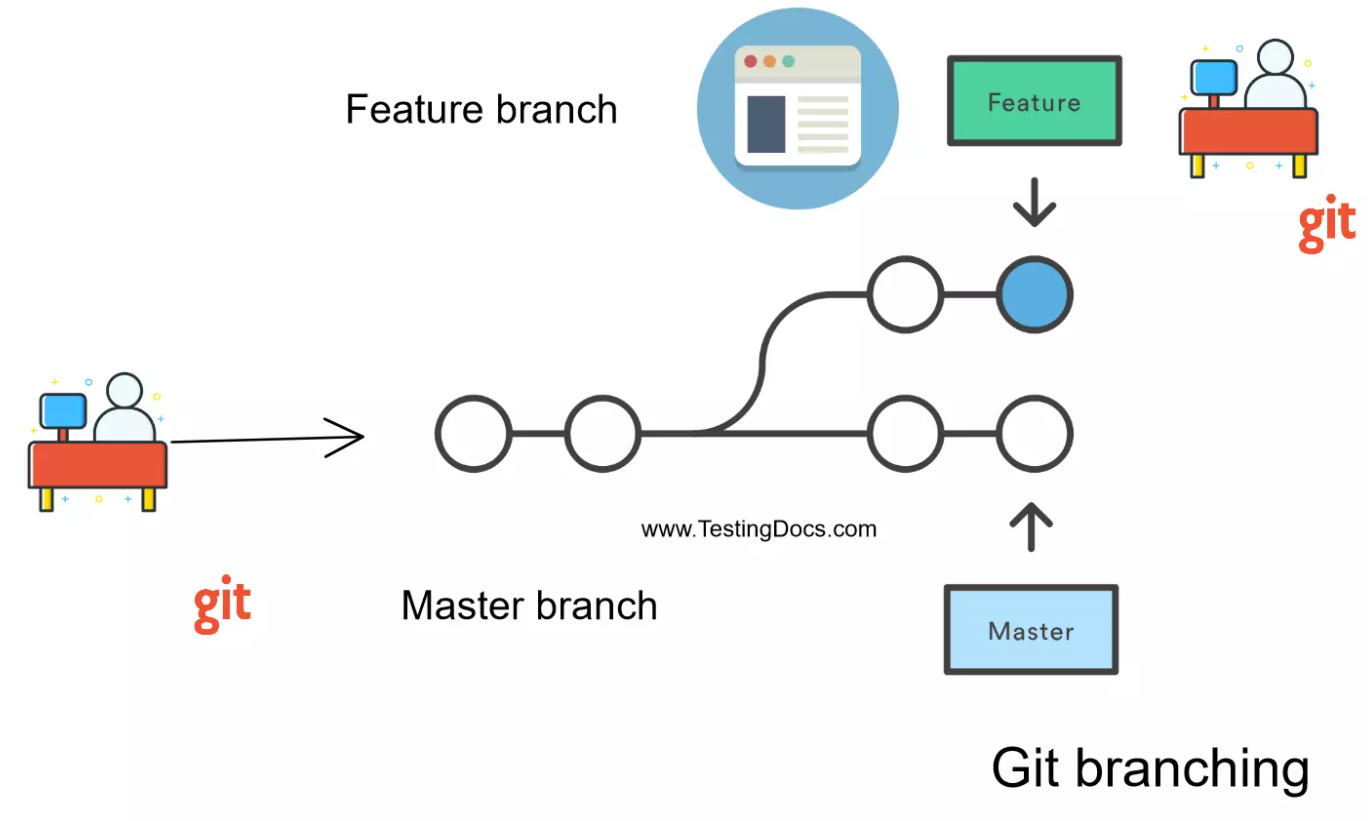 Feature branch
Feature
git
www.TestingDocs.com
git
Master branch
Master
Git branching